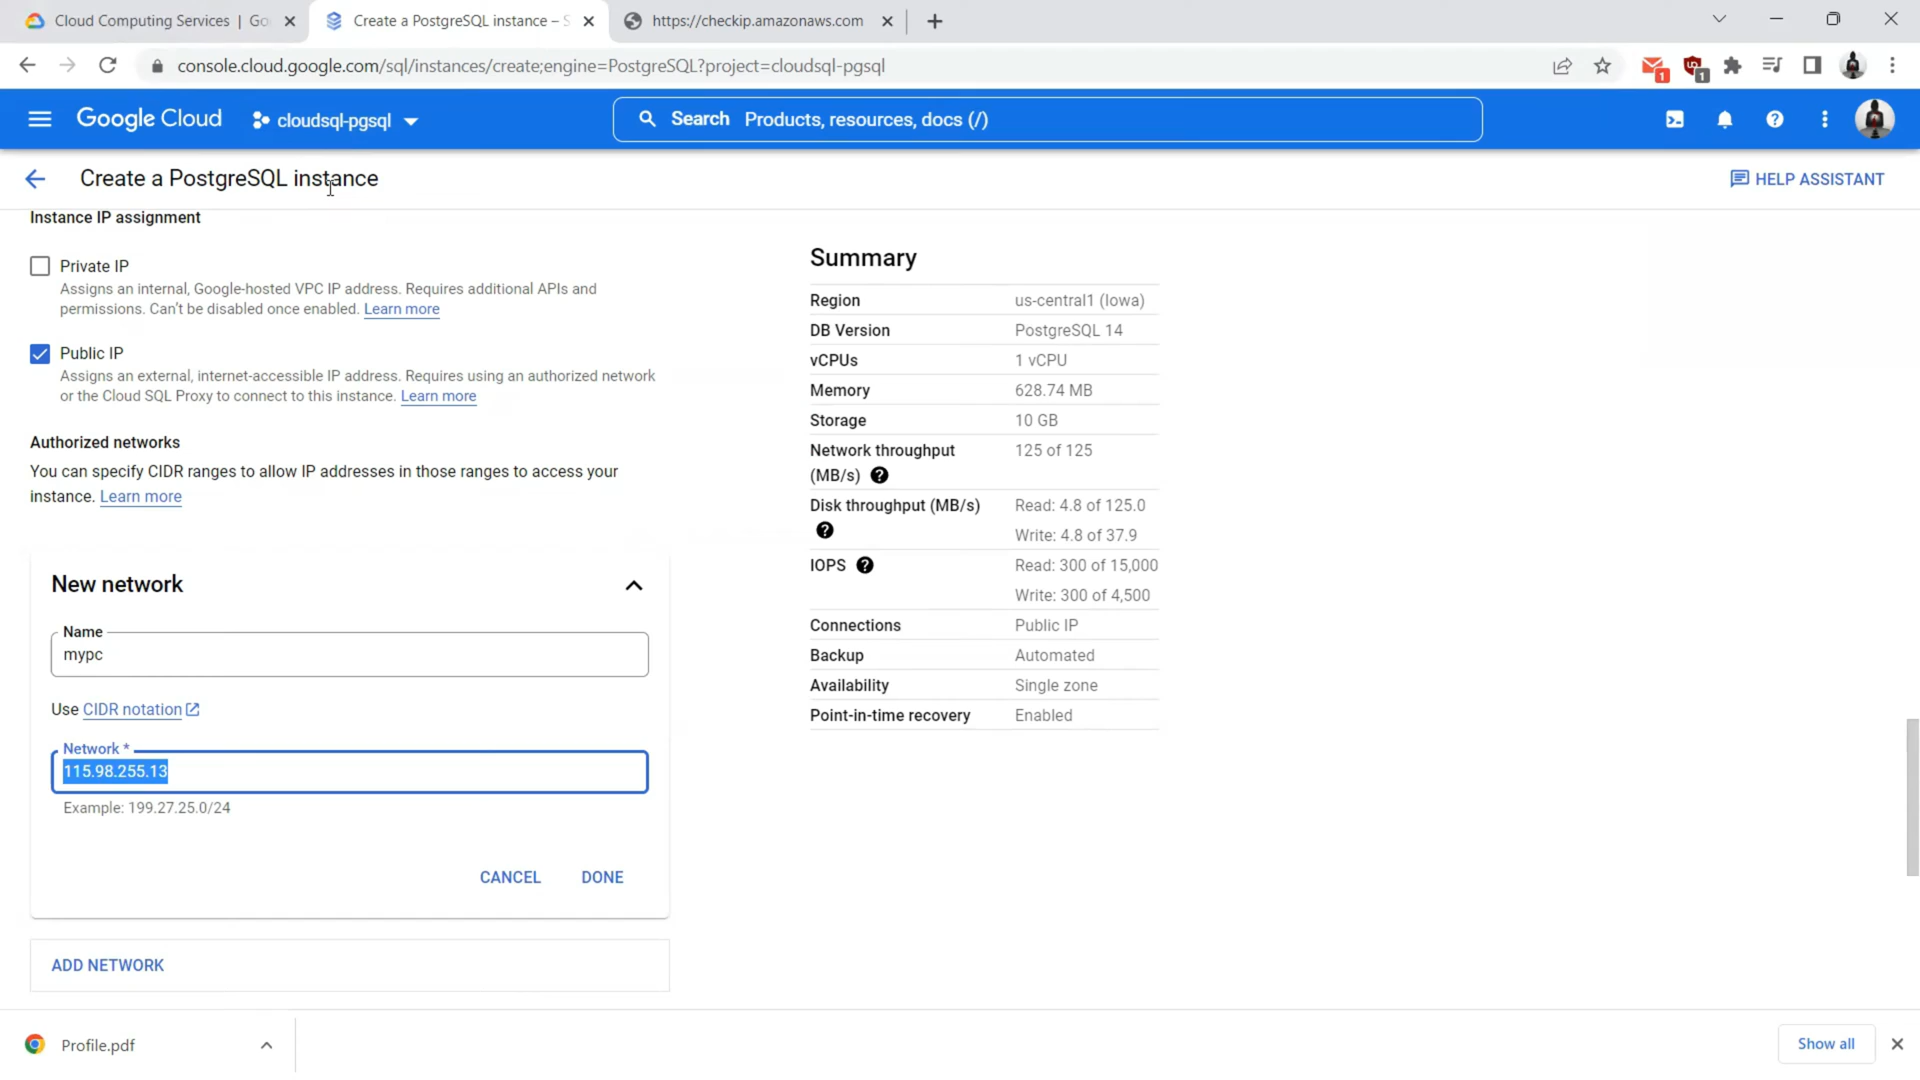 Cloud Computing Services | Go
Create a PostgreSQL instance – S
https://checkip.amazonaws.com
console.cloud.google.com/sql/instances/create;engine=PostgreSQL?project=cloudsql-pgsql
1
1
Google Cloud
cloudsql-pgsql
Search Products, resources, docs (/)
Create a PostgreSQL instance
HELP ASSISTANT
Instance IP assignment
Private IP
Assigns an internal, Google-hosted VPC IP address. Requires additional APIs and
permissions. Can't be disabled once enabled. Learn more
Public IP
Assigns an external, internet-accessible IP address. Requires using an authorized network
or the Cloud SQL Proxy to connect to this instance. Learn more
Authorized networks
You can specify CIDR ranges to allow IP addresses in those ranges to access your
instance. Learn more
New network
Name
mypc
Use CIDR notation
Network *
115.98.255.13
Example: 199.27.25.0/24
CANCEL DONE
ADD NETWORK
Summary
Region us-central1 (Iowa)
DB Version PostgreSQL 14
vCPUs 1 vCPU
Memory 628.74 MB
Storage 10 GB
Network throughput 125 of 125
(MB/s)
Disk throughput (MB/s) Read: 4.8 of 125.0
Write: 4.8 of 37.9
IOPS Read: 300 of 15,000
Write: 300 of 4,500
Connections Public IP
Backup Automated
Availability Single zone
Point-in-time recovery Enabled
Profile.pdf
Show all